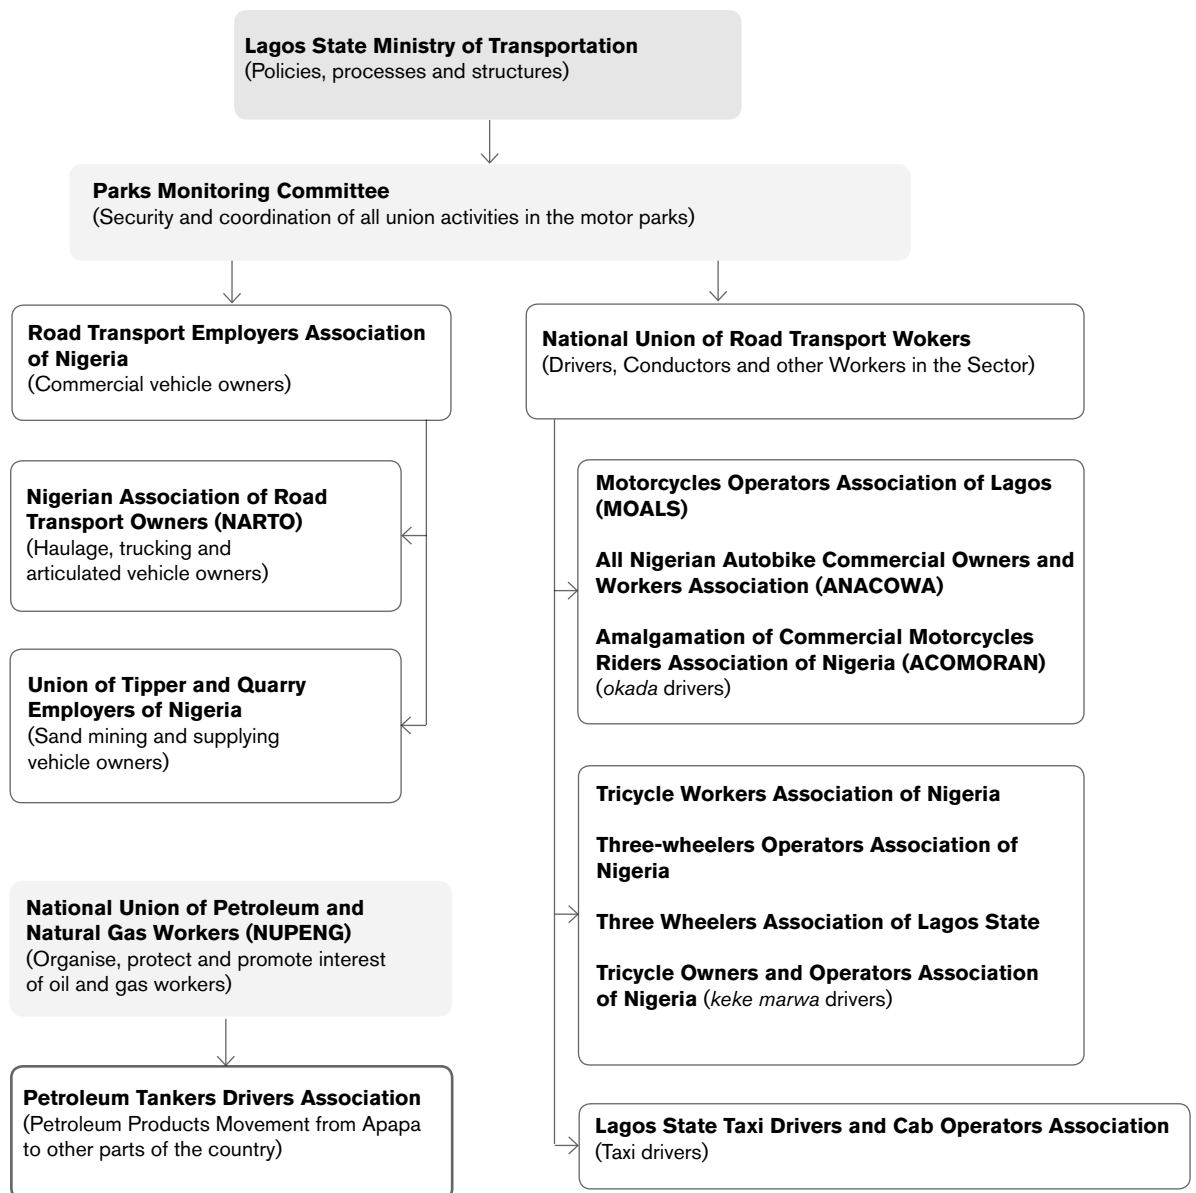 Lagos State Ministry of Transportation
(Policies, processes and structures)
Parks Monitoring Committee
(Security and coordination of all union activities in the motor parks)
Road Transport Employers Association
of Nigeria
(Commercial vehicle owners)
Nigerian Association of Road
Transport Owners (NARTO)
(Haulage, trucking and
articulated vehicle owners)
Union of Tipper and Quarry
Employers of Nigeria
(Sand mining and supplying
vehicle owners)
National Union of Petroleum and
Natural Gas Workers (NUPENG)
(Organise, protect and promote interest
of oil and gas workers)
Petroleum Tankers Drivers Association
(Petroleum Products Movement from Apapa
to other parts of the country)
National Union of Road Transport Wokers
(Drivers, Conductors and other Workers in the Sector)
Motorcycles Operators Association of Lagos
(MOALS)
All Nigerian Autobike Commercial Owners and
Workers Association (ANACOWA)
Amalgamation of Commercial Motorcycles
Riders Association of Nigeria (ACOMORAN)
(okada drivers)
Tricycle Workers Association of Nigeria
Three-wheelers Operators Association of
Nigeria
Three Wheelers Association of Lagos State
Tricycle Owners and Operators Association
of Nigeria (keke marwa drivers)
Lagos State Taxi Drivers and Cab Operators Association
(Taxi drivers)